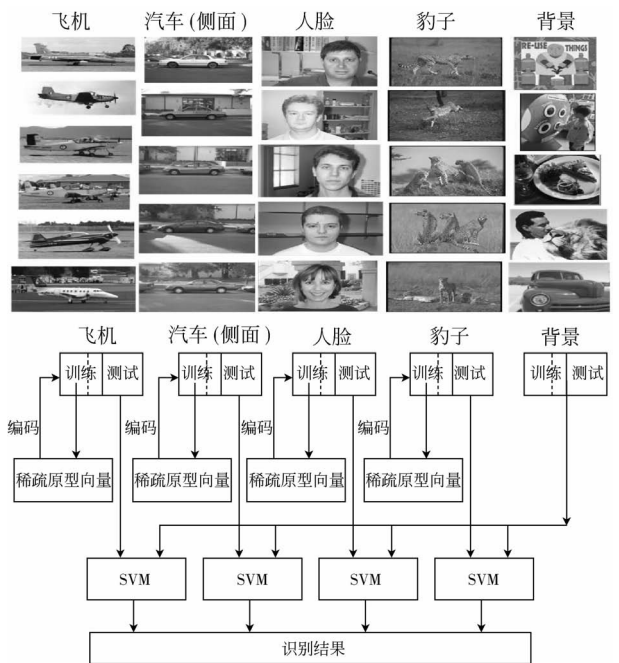 飞机 汽车(侧面) 人脸 豹子 背景
RE-USE THINGS
飞机 汽车(侧面) 人脸 豹子 背景
训练 测试 训练 测试 训练 测试 训练 测试 训练 测试
编码 编码 编码 编码
稀疏原型向量 稀疏原型向量 稀疏原型向量 稀疏原型向量
SVM SVM SVM SVM
识别结果